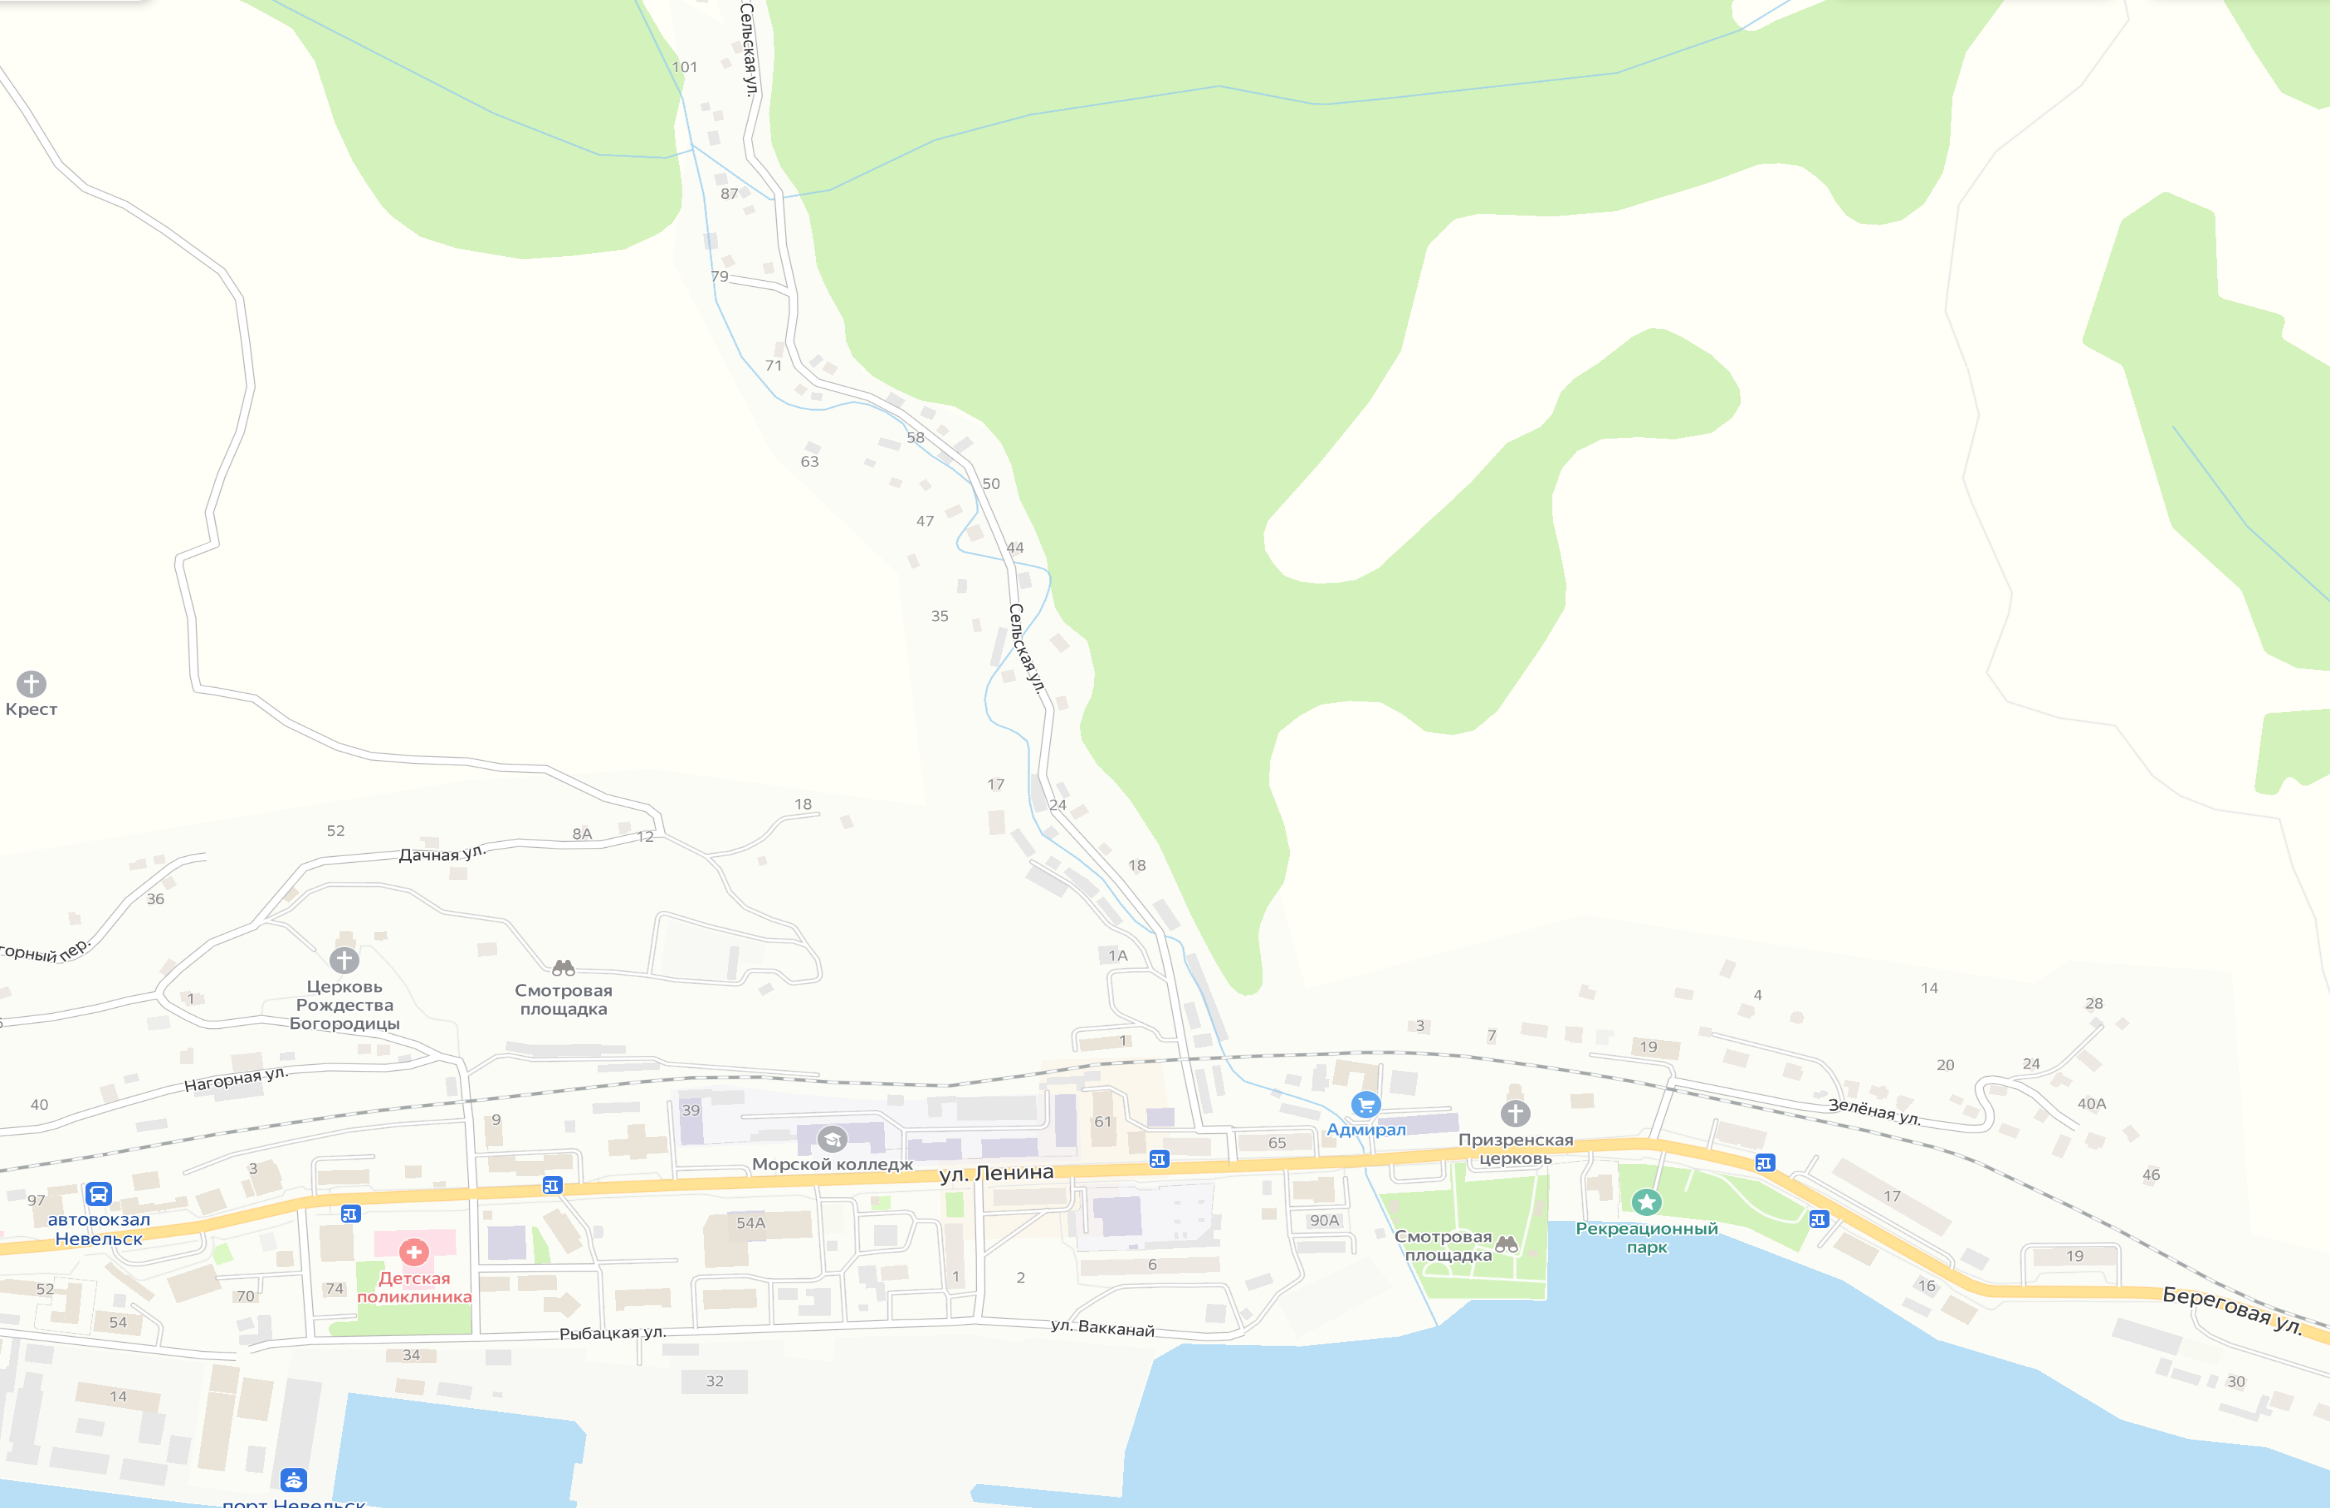 Сельская ул.
101
87
79
71
58
63
50
47
44
35
Сельская ул.
Крест
17
24
18
52
8А
12
18
Дачная ул.
36
18
горный пер.
1А
Церковь
Рождества
Богородицы
Смотровая
площадка
1
14
4
28
3
7
19
1
20
24
Нагорная ул.
40
39
9
61
65
Адмирал
Призренская
церковь
Зелёная ул.
40А
Морской колледж
ул. Ленина
3
46
97
автовокзал
Невельск
17
54А
90А
Смотровая
площадка
Рекреационный
парк
19
Детская
поликлиника
52
74
70
1
2
6
16
Береговая ул.
54
Рыбацкая ул.
ул. Вакканай
34
32
14
30
порт Невельск